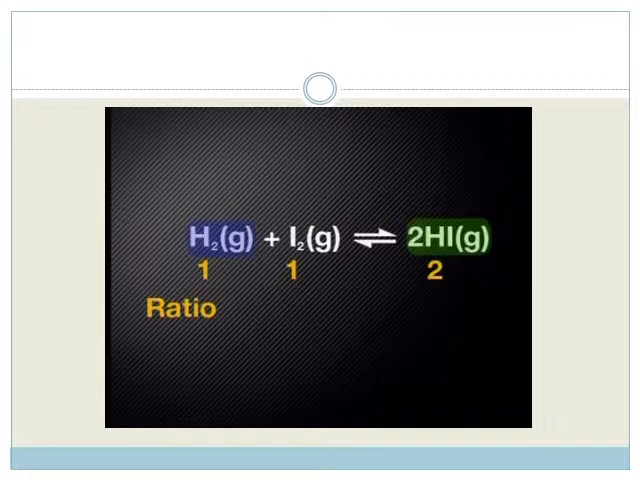 H₂(g) + I₂(g) ⇌ 2HI(g)
1 1 2
Ratio